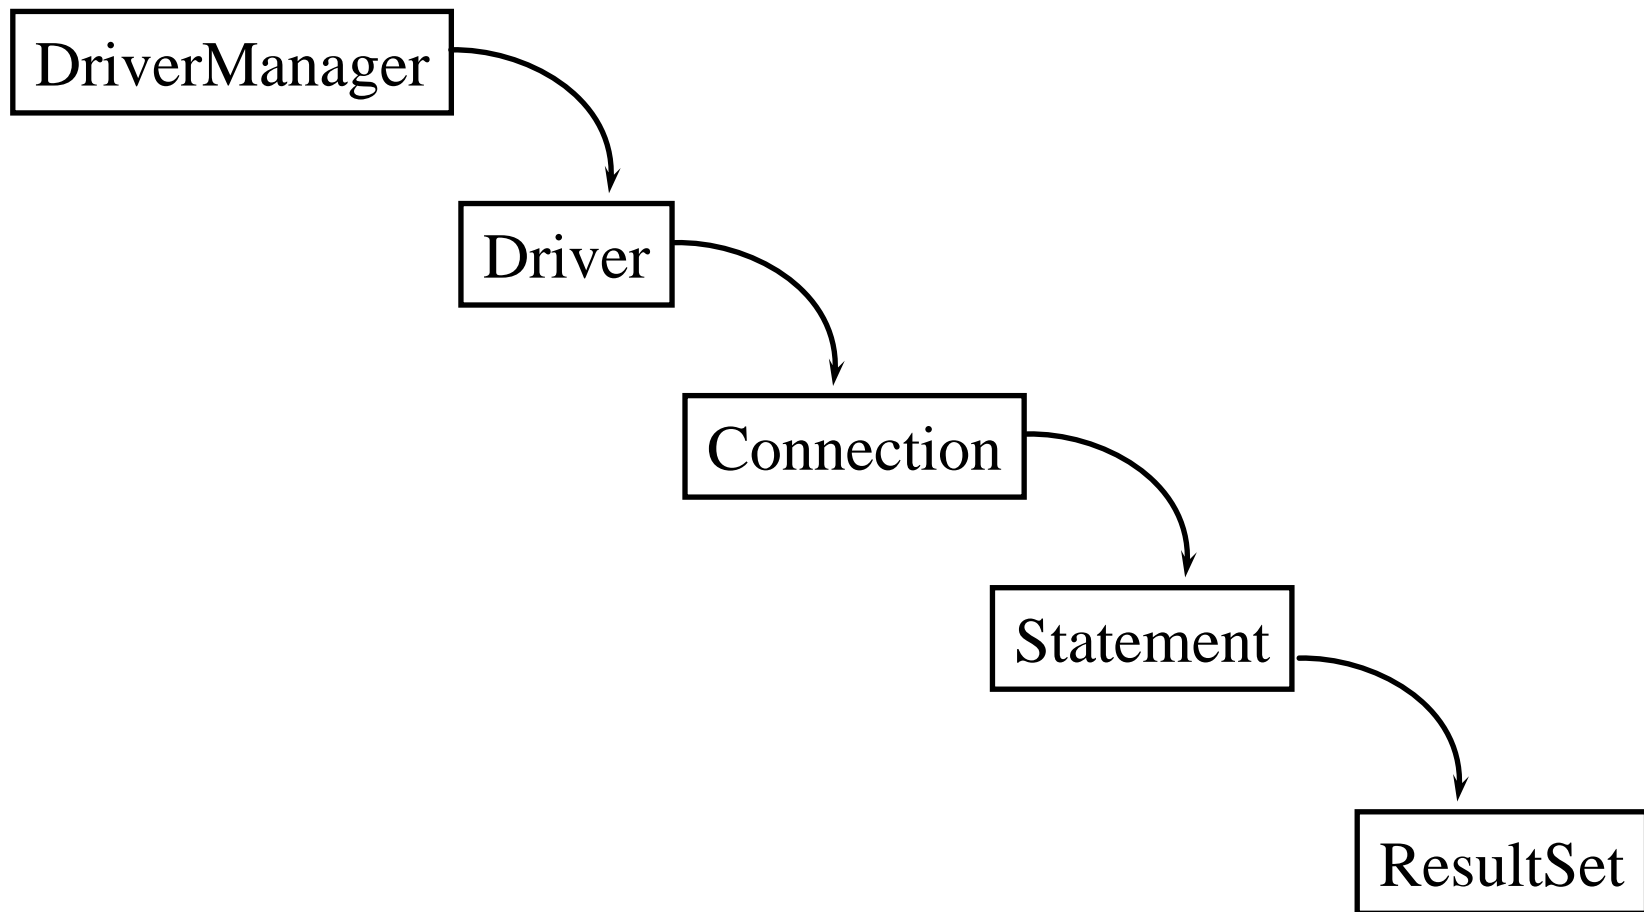 DriverManager
Driver
Connection
Statement
ResultSet